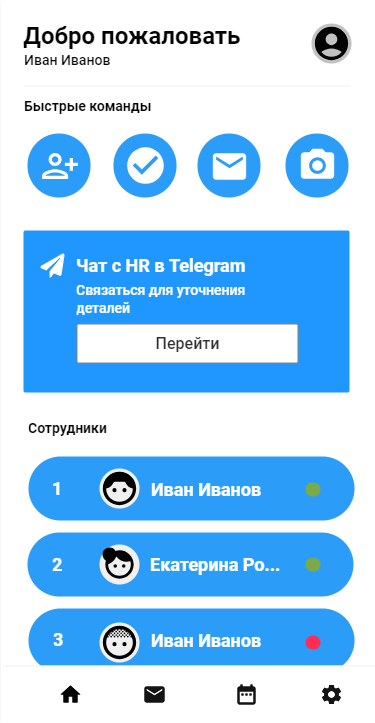 Добро пожаловать
Иван Иванов
Быстрые команды
Чат с HR в Telegram
Связаться для уточнения
деталей
Перейти
Сотрудники
1 Иван Иванов
2 Екатерина Ро...
3 Иван Иванов